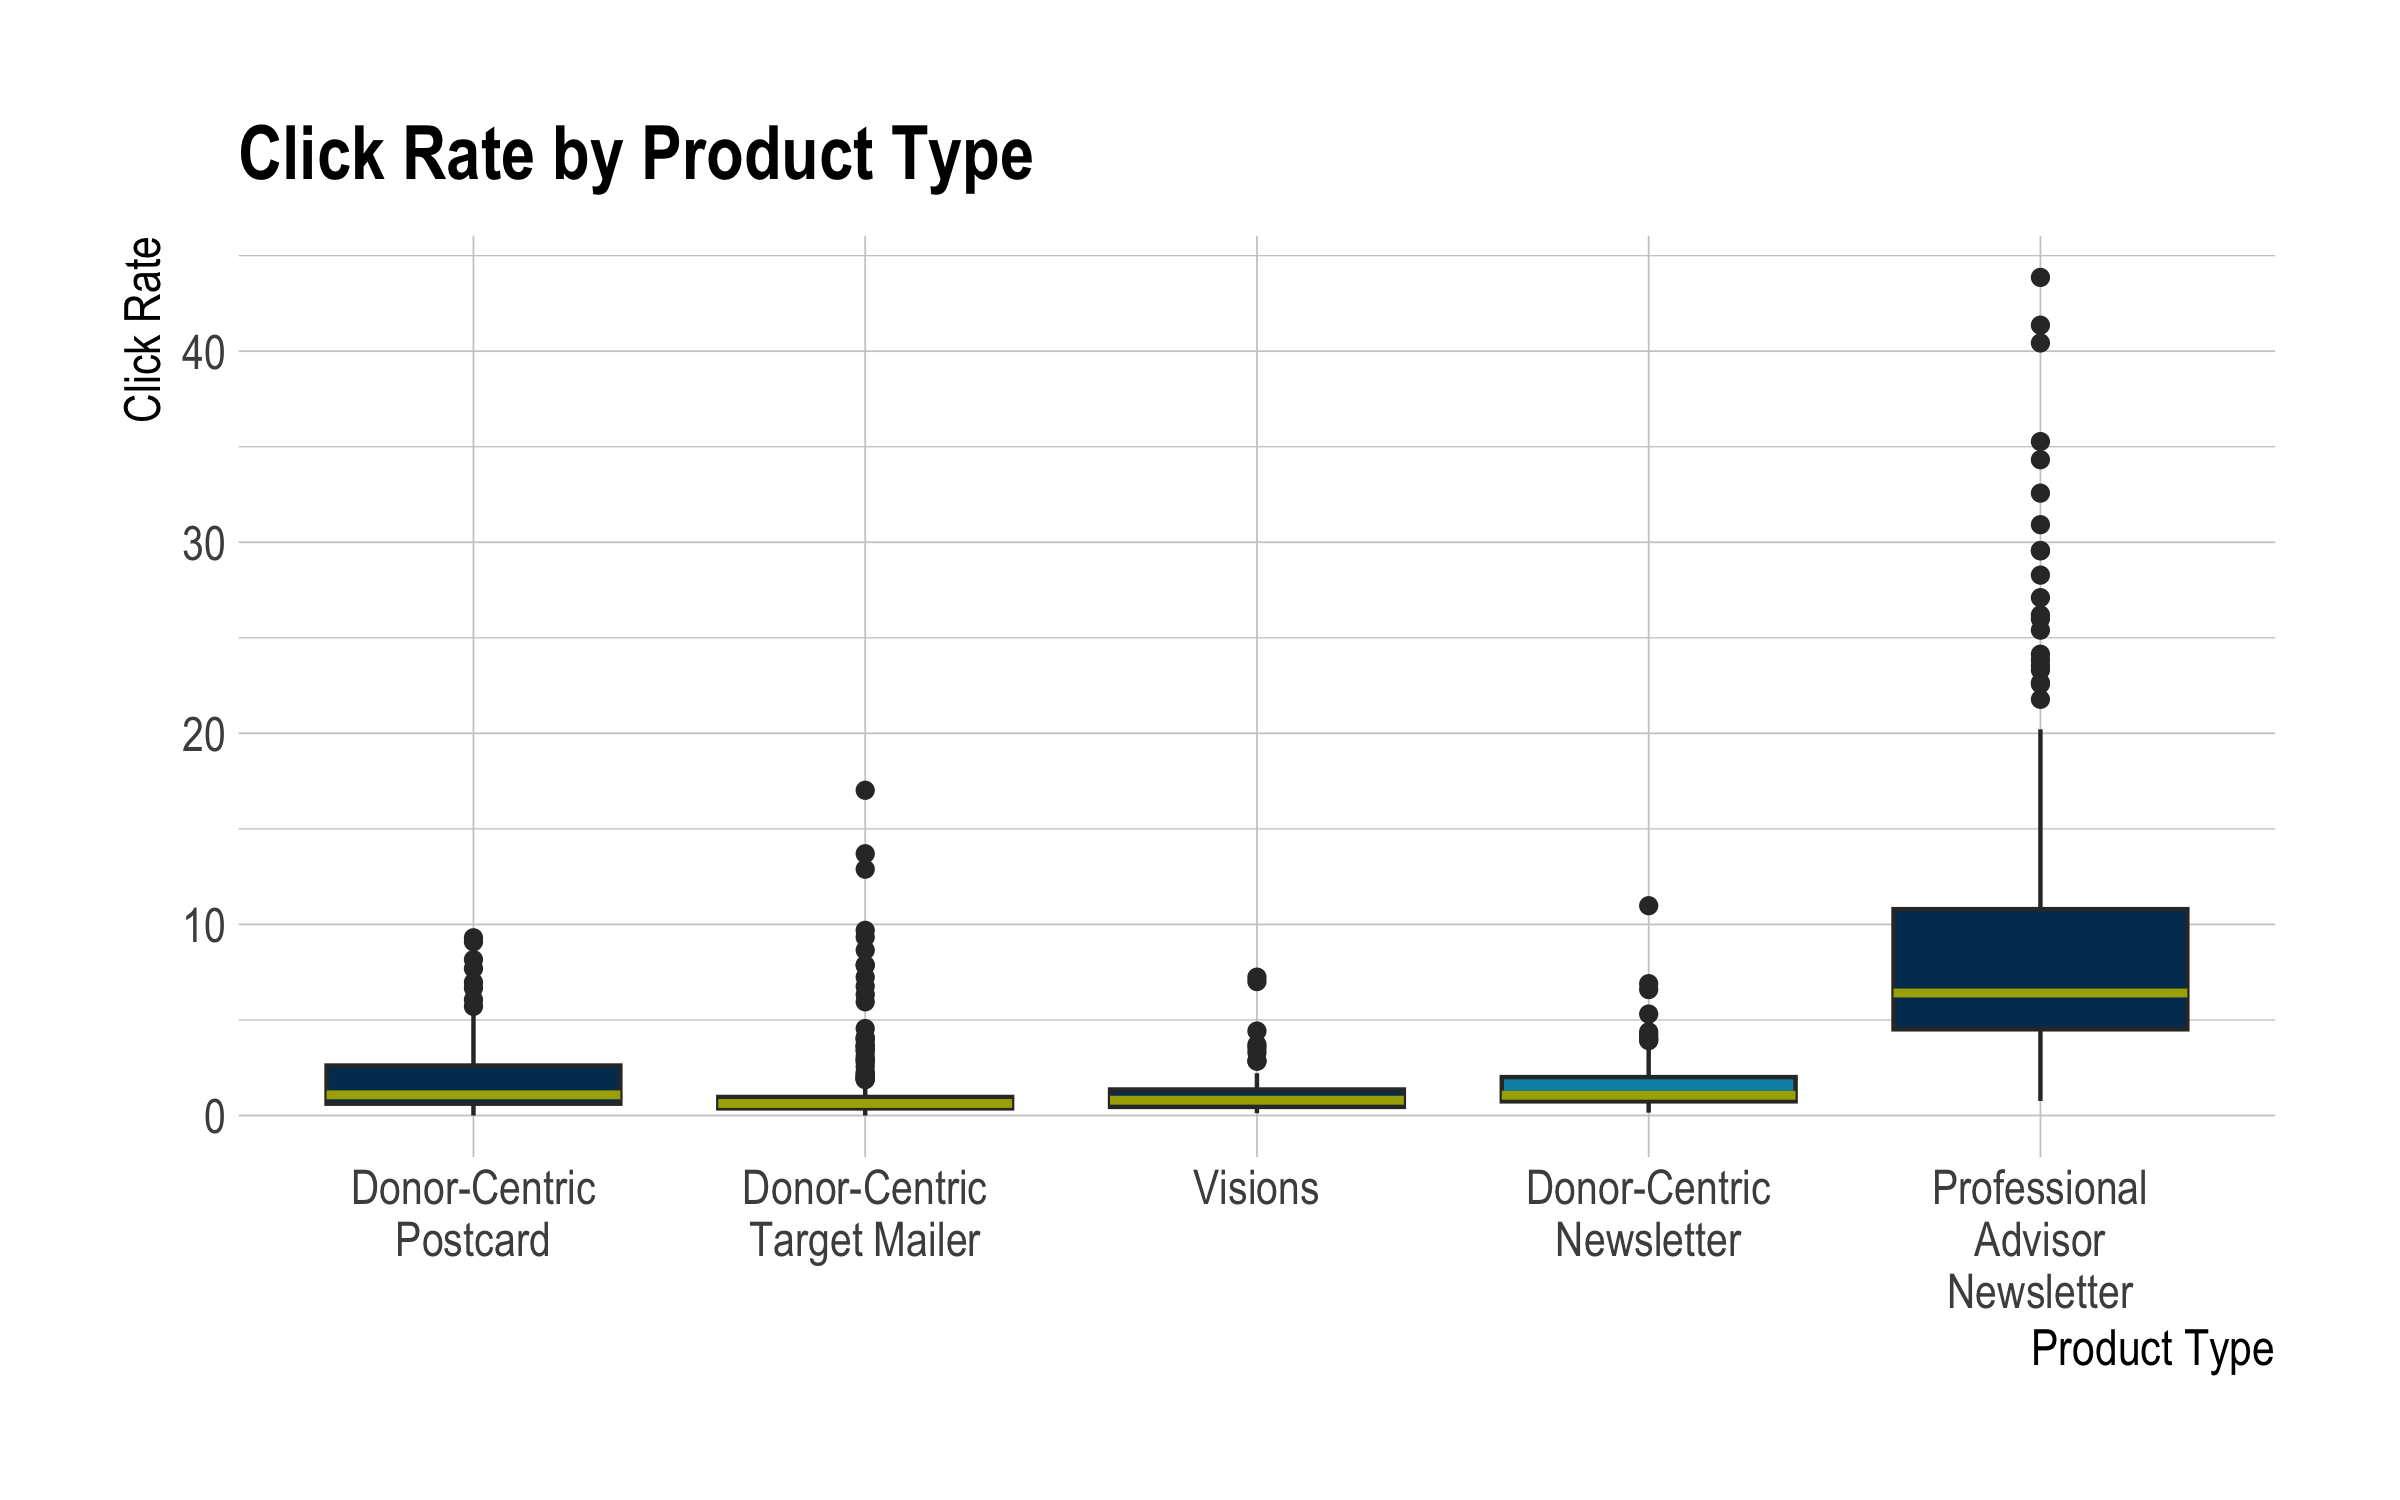 Click Rate by Product Type
Click Rate
40
30
20
10
0
Donor-Centric
Postcard
Donor-Centric
Target Mailer
Visions
Donor-Centric
Newsletter
Professional
Advisor
Newsletter
Product Type